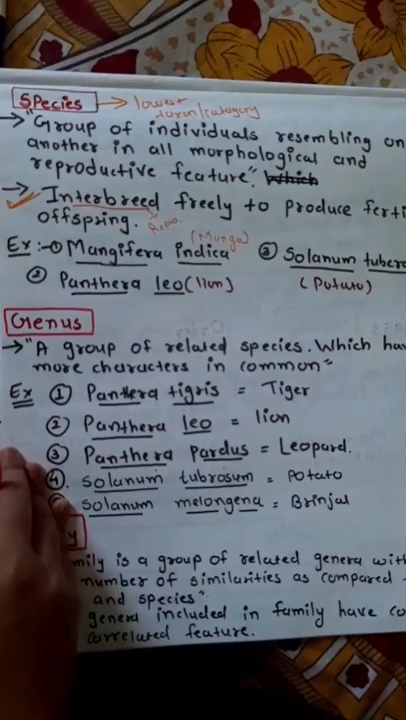 Species → lower
taxon/category
→ "Group of individuals resembling on
another in all morphological and
reproductive feature".
→ Interbreed freely to produce ferti
offspring.
Ex:-① Mangifera indica (Mango) ③ Solanum tubero
② Panthera leo (lion) (Potato)
Genus
→ "A group of related species. Which hav
more characters in common"
Ex ① Panthera tigris = Tiger
② Panthera leo = lion
③ Panthera Pardus = Leopard.
④. Solanum tubrosum = Potato
Solanum melongena = Brinjal
y
mily is a group of related genera with
number of similarities as compared
and species".
genera included in family have co
correlated feature.